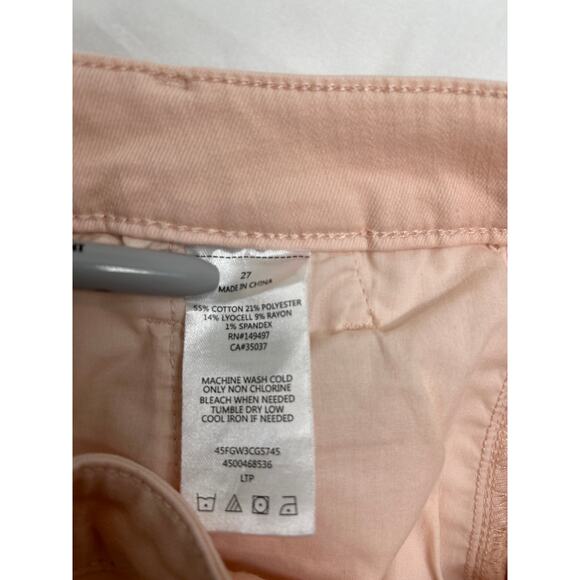 27
MADE IN CHINA
55% COTTON 21% POLYESTER
14% LYOCELL 9% RAYON
1% SPANDEX
RN#149497
CA#35037
MACHINE WASH COLD
ONLY NON CHLORINE
BLEACH WHEN NEEDED
TUMBLE DRY LOW
COOL IRON IF NEEDED
45FGW3CGS745
4500468536
LTP